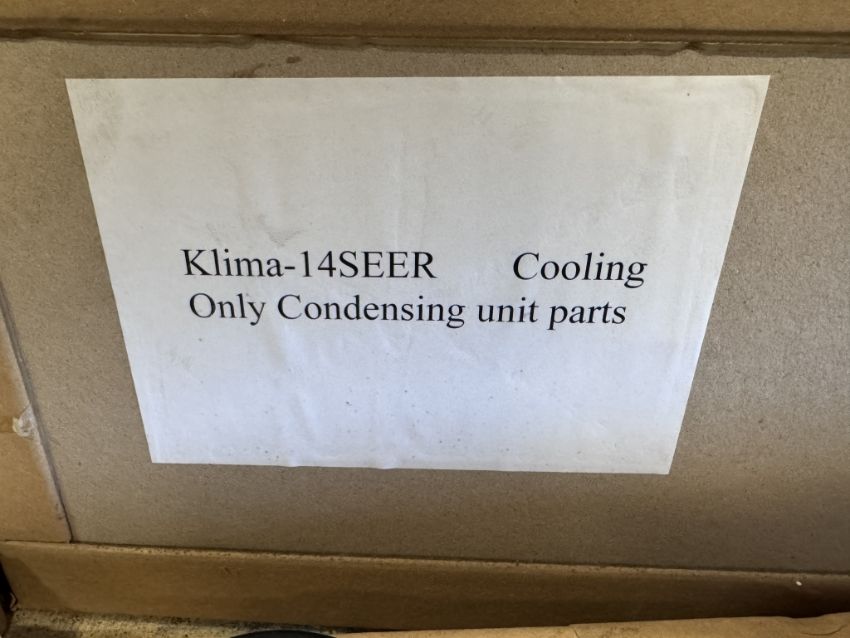 Klima-14SEER Cooling
Only Condensing unit parts